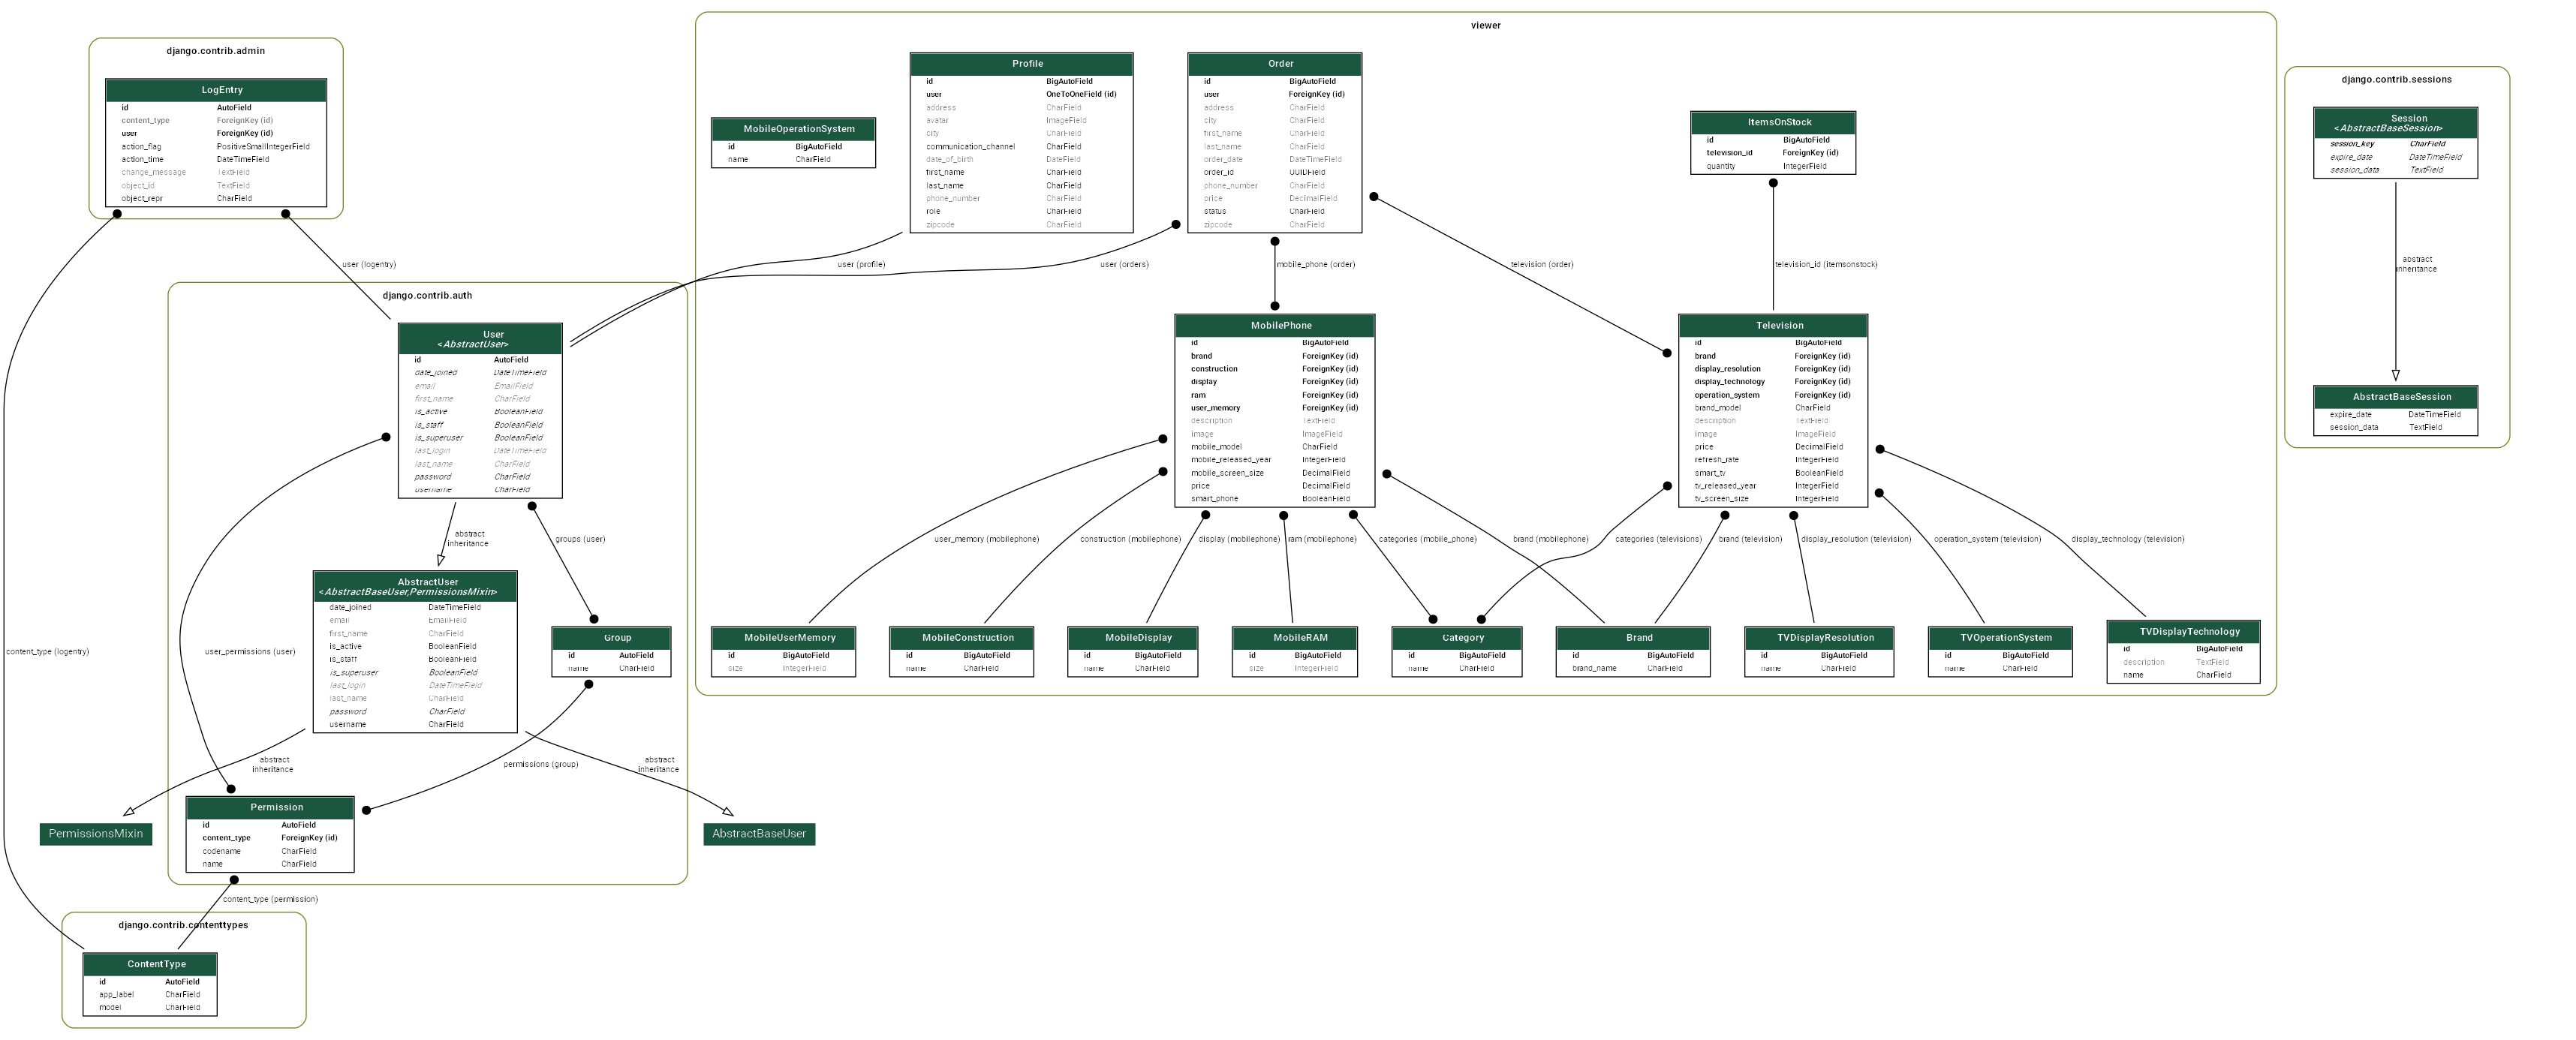 django.contrib.admin
LogEntry
id AutoField
content_type ForeignKey (id)
user ForeignKey (id)
action_flag PositiveSmallIntegerField
action_time DateTimeField
change_message TextField
object_id TextField
object_repr CharField
user (logentry)
content_type (logentry)
django.contrib.auth
User
<AbstractUser>
id AutoField
date_joined DateTimeField
email EmailField
first_name CharField
is_active BooleanField
is_staff BooleanField
is_superuser BooleanField
last_login DateTimeField
last_name CharField
password CharField
username CharField
abstract
inheritance
groups (user)
user_permissions (user)
AbstractUser
<AbstractBaseUser,PermissionsMixin>
date_joined DateTimeField
email EmailField
first_name CharField
is_active BooleanField
is_staff BooleanField
is_superuser BooleanField
last_login DateTimeField
last_name CharField
password CharField
username CharField
Group
id AutoField
name CharField
permissions (group)
abstract
inheritance
abstract
inheritance
Permission
id AutoField
content_type ForeignKey (id)
codename CharField
name CharField
PermissionsMixin
AbstractBaseUser
content_type (permission)
django.contrib.contenttypes
ContentType
id AutoField
app_label CharField
model CharField
viewer
MobileOperationSystem
id BigAutoField
name CharField
Profile
id BigAutoField
user OneToOneField (id)
address CharField
avatar ImageField
city CharField
communication_channel CharField
date_of_birth DateField
first_name CharField
last_name CharField
phone_number CharField
role CharField
zipcode CharField
Order
id BigAutoField
user ForeignKey (id)
address CharField
city CharField
first_name CharField
last_name CharField
order_date DateTimeField
order_id UUIDField
phone_number CharField
price DecimalField
status CharField
zipcode CharField
ItemsOnStock
id BigAutoField
television_id ForeignKey (id)
quantity IntegerField
user (profile)
user (orders)
mobile_phone (order)
television (order)
television_id (itemsonstock)
MobilePhone
id BigAutoField
brand ForeignKey (id)
construction ForeignKey (id)
display ForeignKey (id)
ram ForeignKey (id)
user_memory ForeignKey (id)
description TextField
image ImageField
mobile_model CharField
mobile_released_year IntegerField
mobile_screen_size DecimalField
price DecimalField
smart_phone BooleanField
Television
id BigAutoField
brand ForeignKey (id)
display_resolution ForeignKey (id)
display_technology ForeignKey (id)
operation_system ForeignKey (id)
brand_model CharField
description TextField
image ImageField
price DecimalField
refresh_rate IntegerField
smart_tv BooleanField
tv_released_year IntegerField
tv_screen_size IntegerField
user_memory (mobilephone)
construction (mobilephone)
display (mobilephone)
ram (mobilephone)
categories (mobile_phone)
brand (mobilephone)
categories (televisions)
brand (television)
display_resolution (television)
operation_system (television)
display_technology (television)
MobileUserMemory
id BigAutoField
size IntegerField
MobileConstruction
id BigAutoField
name CharField
MobileDisplay
id BigAutoField
name CharField
MobileRAM
id BigAutoField
size IntegerField
Category
id BigAutoField
name CharField
Brand
id BigAutoField
brand_name CharField
TVDisplayResolution
id BigAutoField
name CharField
TVOperationSystem
id BigAutoField
name CharField
TVDisplayTechnology
id BigAutoField
description TextField
name CharField
django.contrib.sessions
Session
<AbstractBaseSession>
session_key CharField
expire_date DateTimeField
session_data TextField
abstract
inheritance
AbstractBaseSession
expire_date DateTimeField
session_data TextField